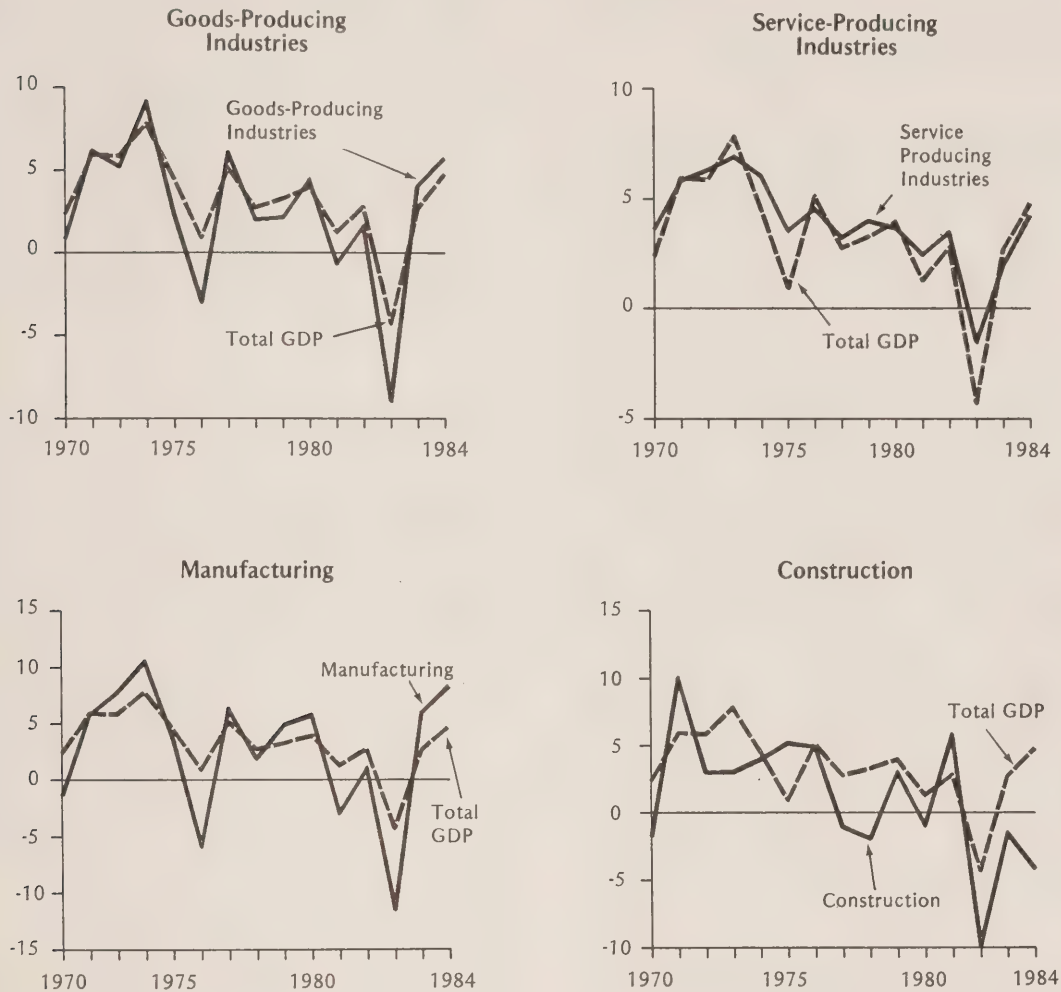 Goods-Producing
Industries
10
5
0
-5
-10
Goods-Producing
Industries
Total GDP
1970
1975
1980
1984
Service-Producing
Industries
10
5
0
-5
Service
Producing
Industries
Total GDP
1970
1975
1980
1984
Manufacturing
15
10
5
0
-5
-10
-15
Manufacturing
Total
GDP
1970
1975
1980
1984
Construction
15
10
5
0
-5
-10
Total GDP
Construction
1970
1975
1980
1984